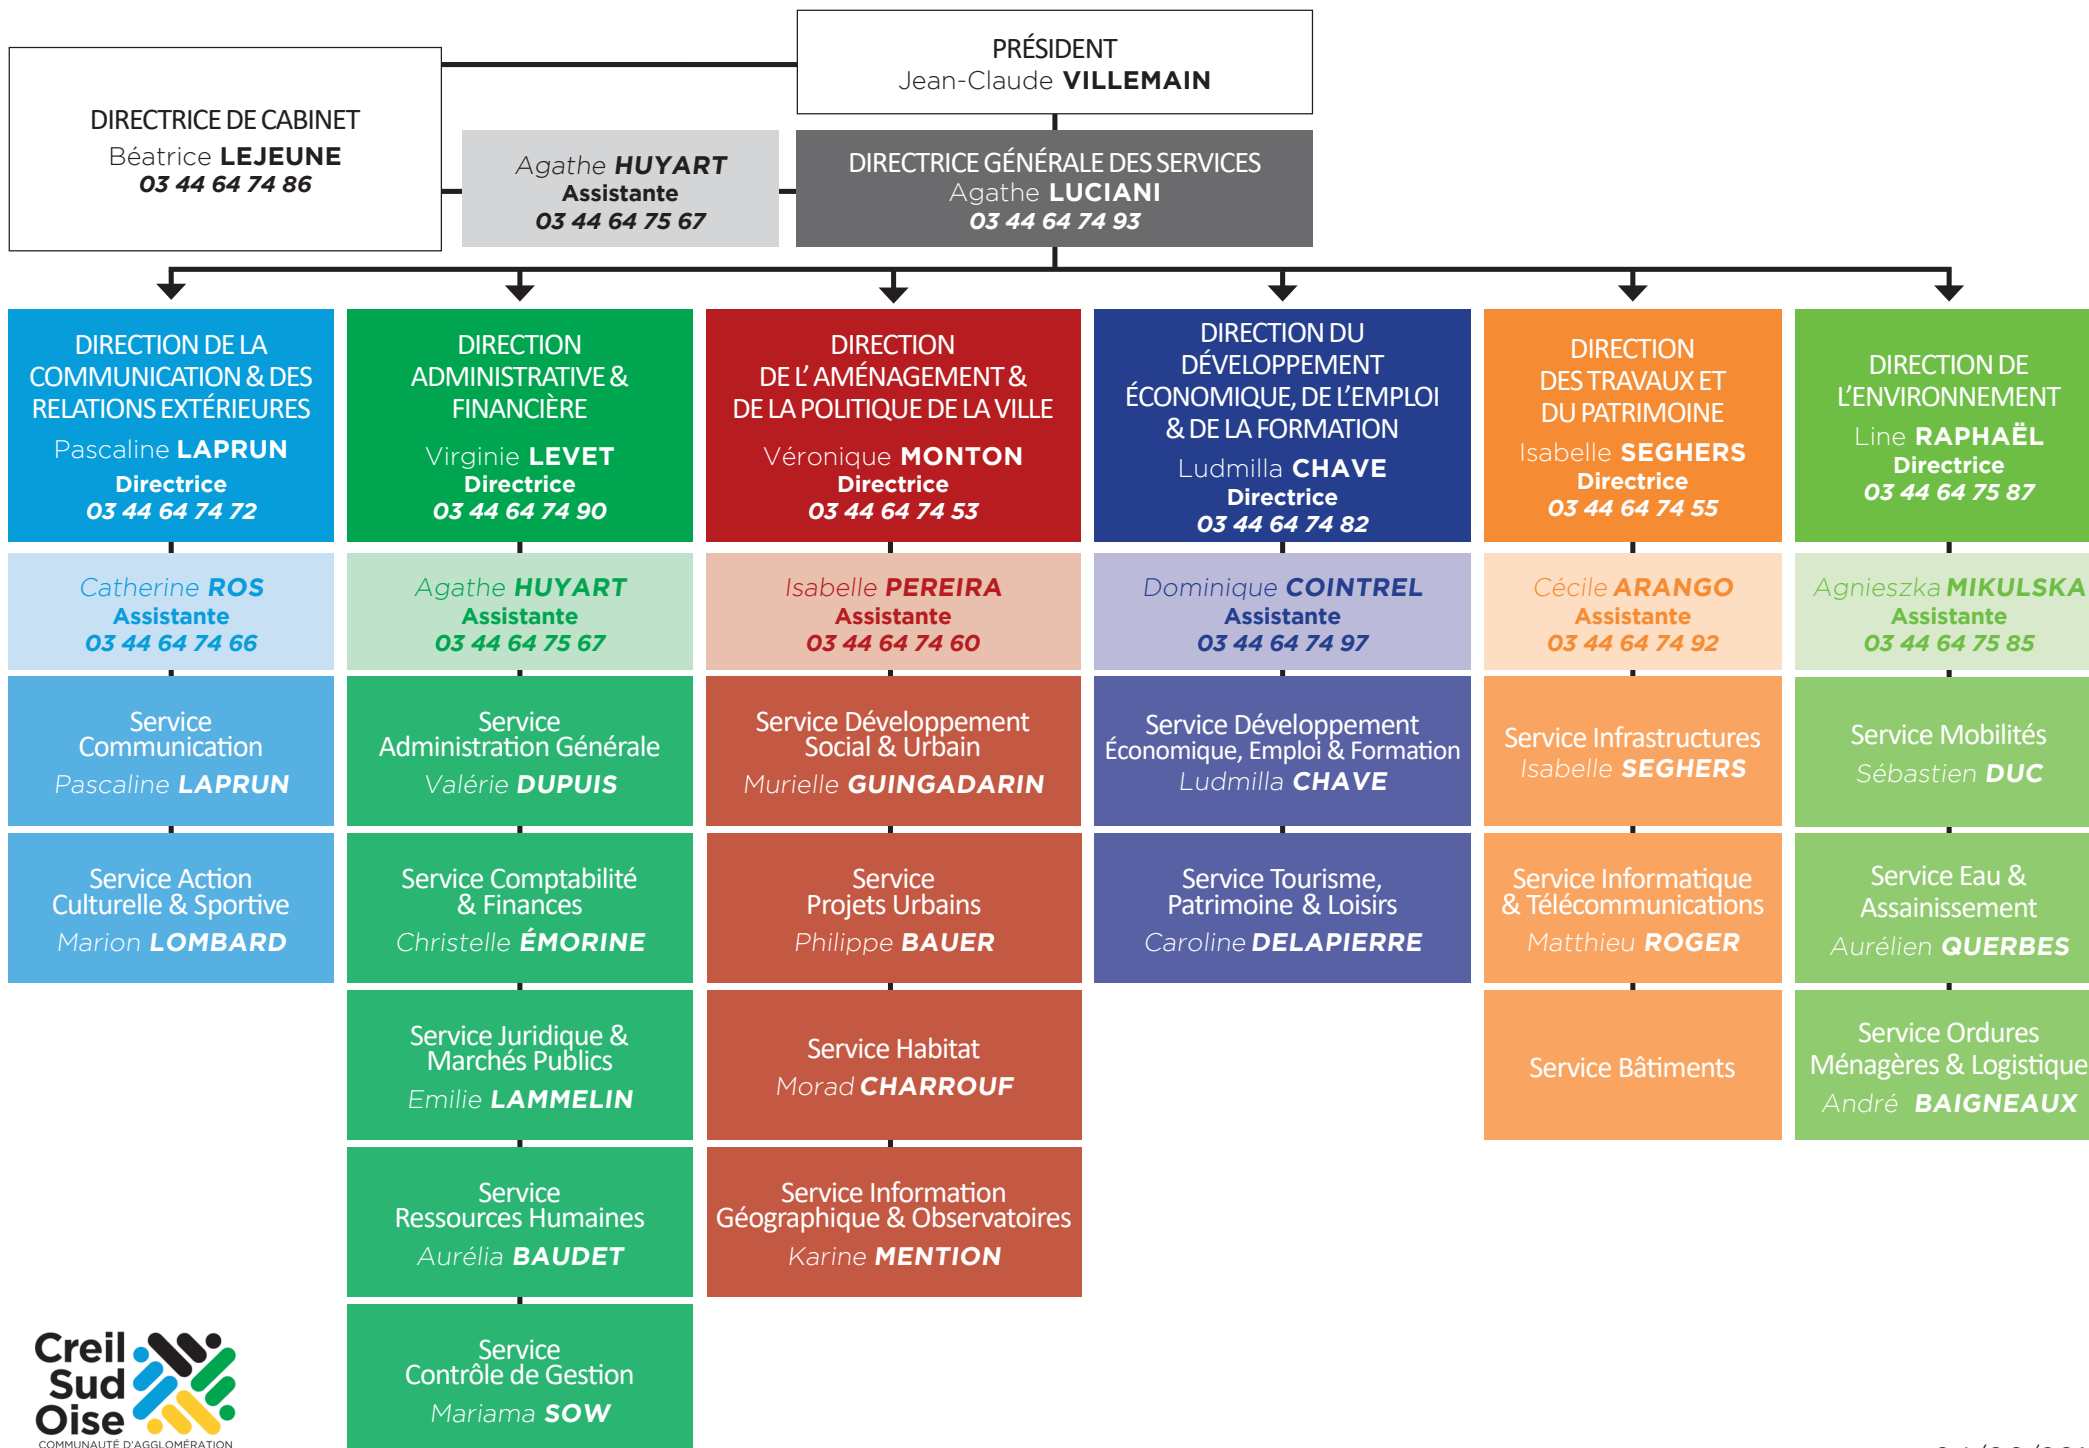 PRÉSIDENT
Jean-Claude VILLEMAIN
DIRECTRICE DE CABINET
Béatrice LEJEUNE
03 44 64 74 86
Agathe HUYART
Assistante
03 44 64 75 67
DIRECTRICE GÉNÉRALE DES SERVICES
Agathe LUCIANI
03 44 64 74 93
DIRECTION DE LA
COMMUNICATION & DES
RELATIONS EXTÉRIEURES
Pascaline LAPRUN
Directrice
03 44 64 74 72
Catherine ROS
Assistante
03 44 64 74 66
Service
Communication
Pascaline LAPRUN
Service Action
Culturelle & Sportive
Marion LOMBARD
DIRECTION
ADMINISTRATIVE &
FINANCIÈRE
Virginie LEVET
Directrice
03 44 64 74 90
Agathe HUYART
Assistante
03 44 64 75 67
Service
Administration Générale
Valérie DUPUIS
Service Comptabilité
& Finances
Christelle ÉMORINE
Service Juridique &
Marchés Publics
Emilie LAMMELIN
Service
Ressources Humaines
Aurélia BAUDET
Service
Contrôle de Gestion
Mariama SOW
DIRECTION
DE L' AMÉNAGEMENT &
DE LA POLITIQUE DE LA VILLE
Véronique MONTON
Directrice
03 44 64 74 53
Isabelle PEREIRA
Assistante
03 44 64 74 60
Service Développement
Social & Urbain
Murielle GUINGADARIN
Service
Projets Urbains
Philippe BAUER
Service Habitat
Morad CHARROUF
Service Information
Géographique & Observatoires
Karine MENTION
DIRECTION DU
DÉVELOPPEMENT
ÉCONOMIQUE, DE L'EMPLOI
& DE LA FORMATION
Ludmilla CHAVE
Directrice
03 44 64 74 82
Dominique COINTREL
Assistante
03 44 64 74 97
Service Développement
Économique, Emploi & Formation
Ludmilla CHAVE
Service Tourisme,
Patrimoine & Loisirs
Caroline DELAPIERRE
DIRECTION
DES TRAVAUX ET
DU PATRIMOINE
Isabelle SEGHERS
Directrice
03 44 64 74 55
Cécile ARANGO
Assistante
03 44 64 74 92
Service Infrastructures
Isabelle SEGHERS
Service Informatique
& Télécommunications
Matthieu ROGER
Service Bâtiments
DIRECTION DE
L'ENVIRONNEMENT
Line RAPHAËL
Directrice
03 44 64 75 87
Agnieszka MIKULSKA
Assistante
03 44 64 75 85
Service Mobilités
Sébastien DUC
Service Eau &
Assainissement
Aurélien QUERBES
Service Ordures
Ménagères & Logistique
André BAIGNEAUX
Creil
Sud
Oise
COMMUNAUTÉ D'AGGLOMÉRATION